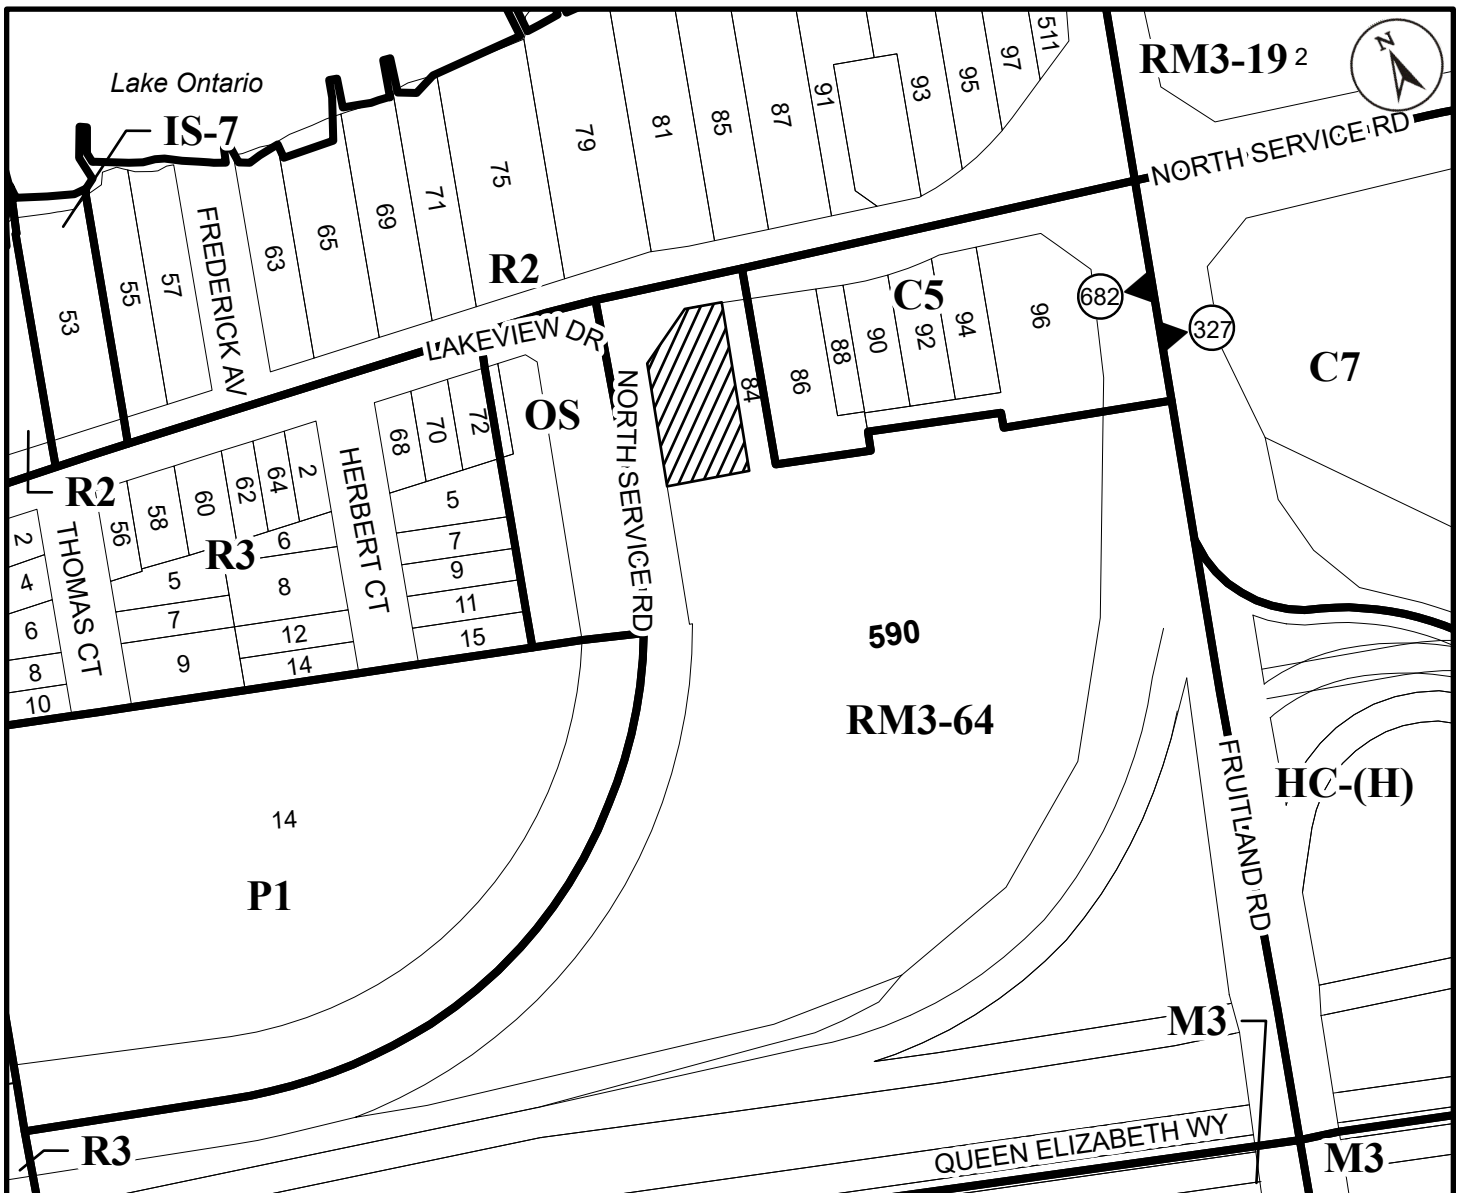 511
97
95
93
91
87
85
81
79
75
71
69
65
63
FREDERICK AV
57
55
53
Lake Ontario
IS-7
RM3-19
2
N
NORTH SERVICE RD
R2
C5
682
327
C7
LAKEVIEW DR
OS
NORTH SERVICE RD
84
86
88
90
92
94
96
R2
68
70
72
HERBERT CT
2
64
62
60
58
56
R3
THOMAS CT
2
4
6
8
10
5
7
9
6
8
12
14
5
7
9
11
15
590
RM3-64
14
P1
FRUITLAND RD
HC-(H)
M3
QUEEN ELIZABETH WY
M3
R3